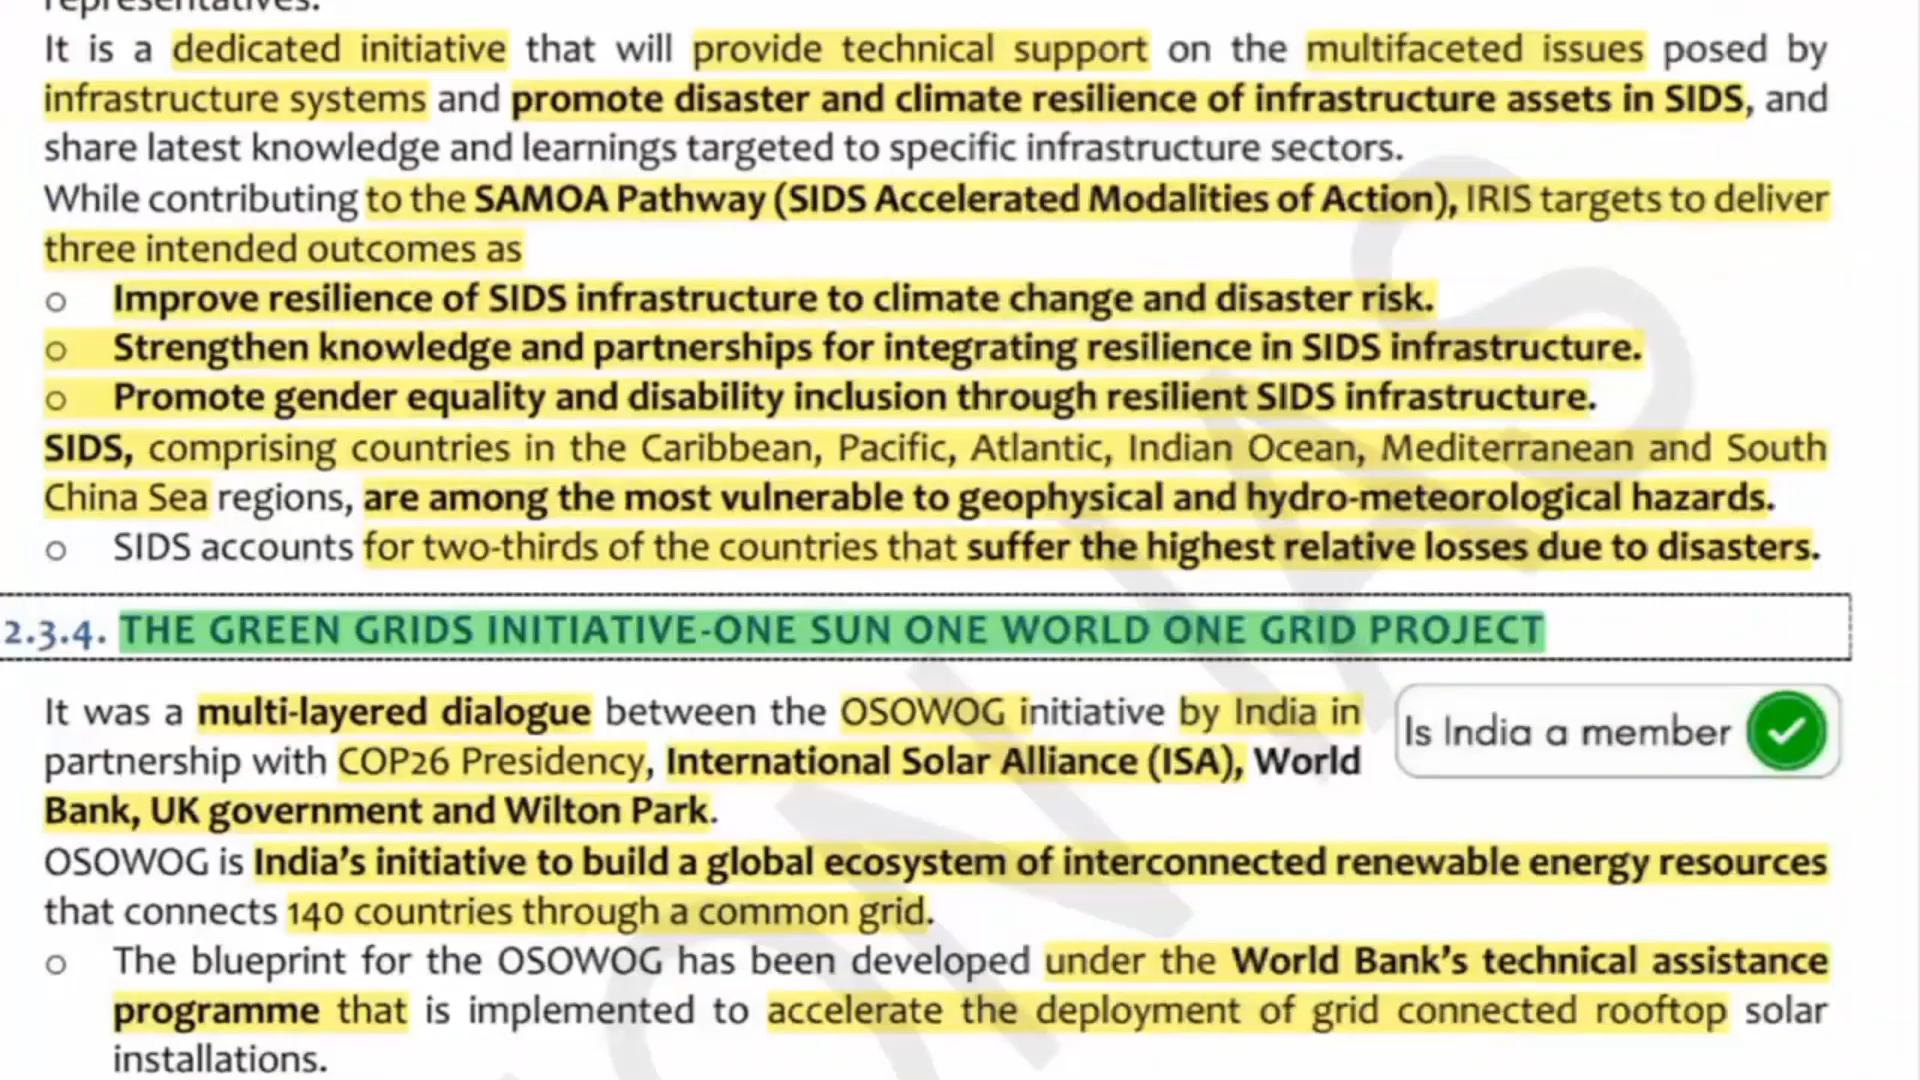 representatives.
It is a dedicated initiative that will provide technical support on the multifaceted issues posed by
infrastructure systems and promote disaster and climate resilience of infrastructure assets in SIDS, and
share latest knowledge and learnings targeted to specific infrastructure sectors.
While contributing to the SAMOA Pathway (SIDS Accelerated Modalities of Action), IRIS targets to deliver
three intended outcomes as
o Improve resilience of SIDS infrastructure to climate change and disaster risk.
o Strengthen knowledge and partnerships for integrating resilience in SIDS infrastructure.
o Promote gender equality and disability inclusion through resilient SIDS infrastructure.
SIDS, comprising countries in the Caribbean, Pacific, Atlantic, Indian Ocean, Mediterranean and South
China Sea regions, are among the most vulnerable to geophysical and hydro-meteorological hazards.
o SIDS accounts for two-thirds of the countries that suffer the highest relative losses due to disasters.
2.3.4. THE GREEN GRIDS INITIATIVE-ONE SUN ONE WORLD ONE GRID PROJECT
It was a multi-layered dialogue between the OSOWOG initiative by India in
partnership with COP26 Presidency, International Solar Alliance (ISA), World
Bank, UK government and Wilton Park.
Is India a member
OSOWOG is India's initiative to build a global ecosystem of interconnected renewable energy resources
that connects 140 countries through a common grid.
o The blueprint for the OSOWOG has been developed under the World Bank's technical assistance
programme that is implemented to accelerate the deployment of grid connected rooftop solar
installations.